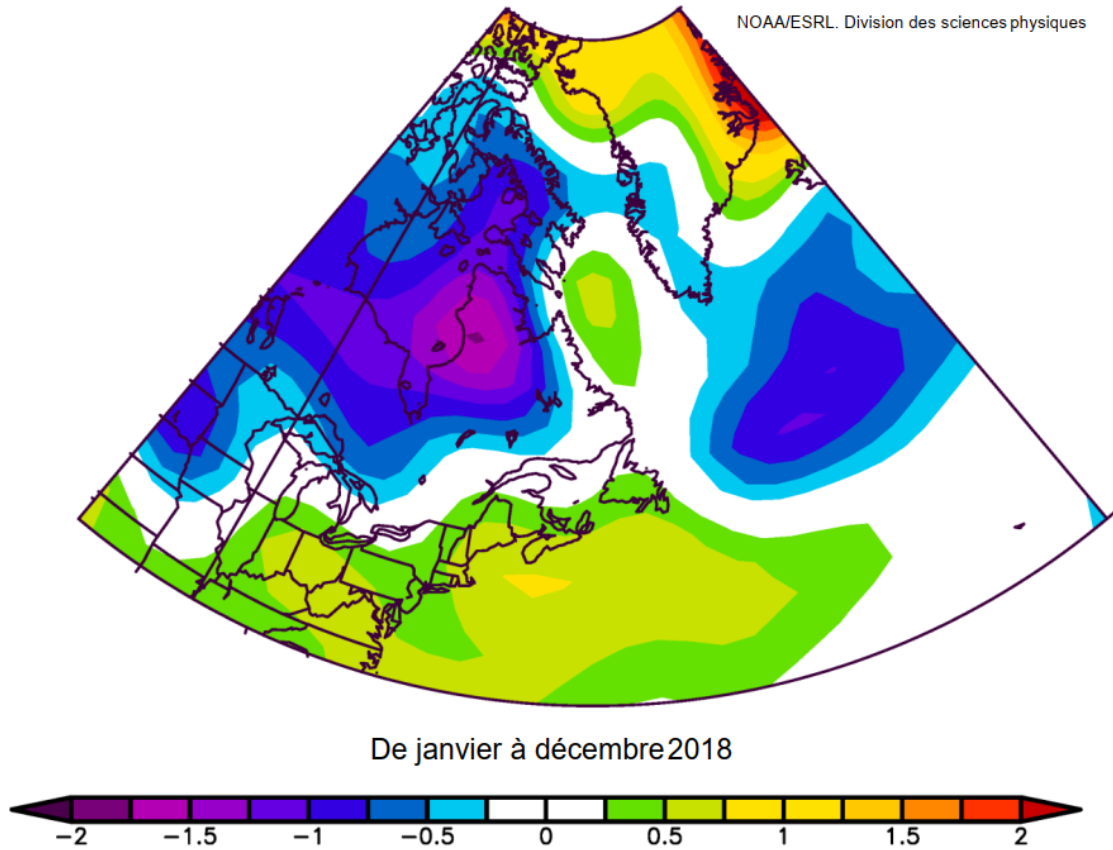 NOAA/ESRL. Division des sciences physiques
De janvier à décembre 2018
−2 −1.5 −1 −0.5 0 0.5 1 1.5 2